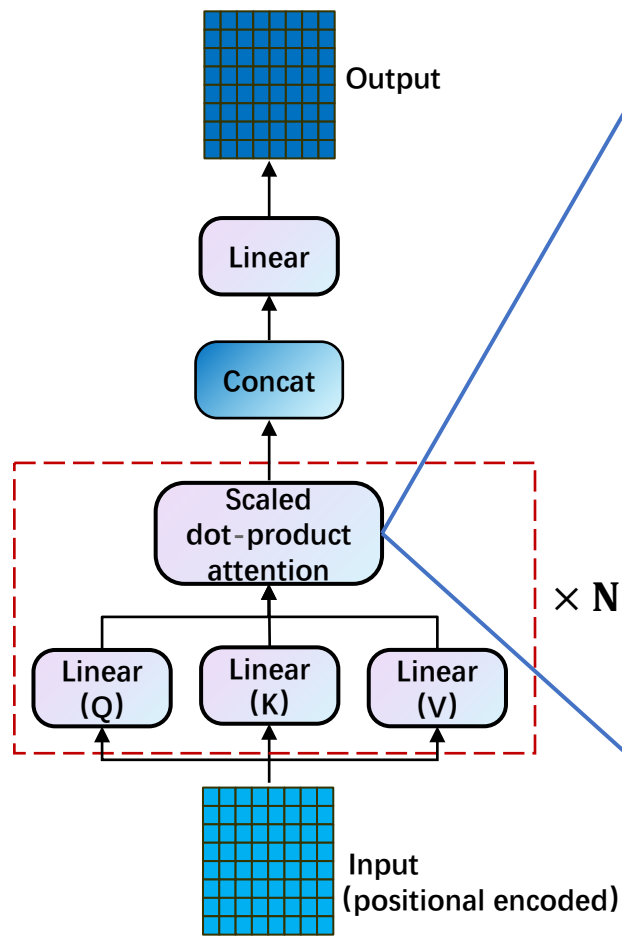 Output
Linear
Concat
Scaled
dot-product
attention
× N
Linear
(Q)
Linear
(K)
Linear
(V)
Input
(positional encoded)